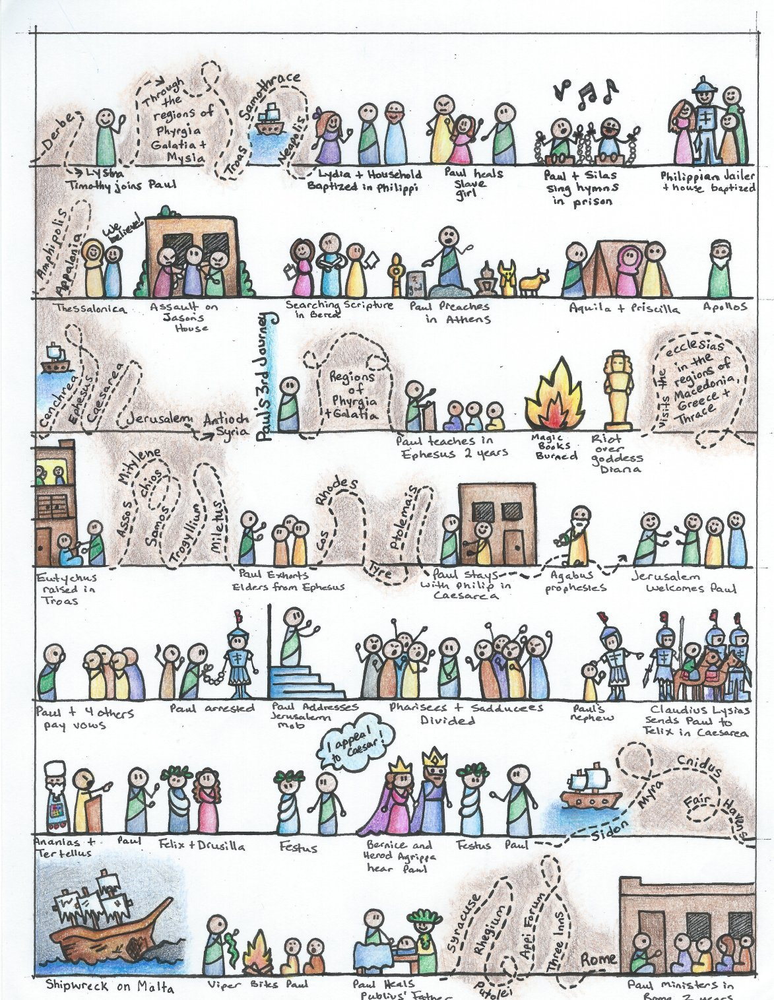 Derbe
Lystra
Timothy joins Paul
Through
the
regions of
Phyrgia
Galatia +
Mysia
Troas
Samothrace
Neapolis
Lydia + Household
Baptized in Philippi
Paul heals
Slave
girl
Paul + Silas
sing hymns
in prison
Philippian Jailer
+ house baptized
Amphipolis
Appalonia
We
believe!
Thessalonica
Assault on
Jason's
House
Searching Scripture
in Berea
Paul Preaches
in Athens
Aquila + Priscilla
Apollos
Cenchrea
Ephesus
Caesarea
Jerusalem
Antioch
Syria
Paul's 3rd Journey
Regions
of
Phyrgia
+ Galatia
Paul teaches in
Ephesus 2 years
Magic
Books
Burned
Riot
over
goddess
Diana
visits the
ecclesias
in the
regions of
Macedonia,
Greece +
Thrace
Eutychus
raised in
Troas
Assos
Mitylene
chios
Samos
Trogyllium
Miletus
Paul Exhorts
Elders from Ephesus
Cos
Rhodes
Tyre
Ptolemais
Paul stays
with Philip in
Caesarea
Agabus
prophesies
Jerusalem
welcomes Paul
Paul + 4 others
pay vows
Paul arrested
Paul Addresses
Jerusalem
mob
Pharisees + Sadducees
Divided
Paul's
nephew
Claudius Lysias
sends Paul to
Felix in Caesarea
Ananias +
Tertellus
Paul
Felix + Drusilla
Festus
I appeal
to Caesar!
Bernice and
Herod Agrippa
hear Paul
Festus
Paul
Sidon
Myra
Cnidus
Fair
Havens
Shipwreck on Malta
Viper Bites Paul
Paul Heals
Publius' Father
Syracuse
Rhegium
Putolei
Appi Forum
Three Inns
Rome
Paul ministers in
Rome 2 years